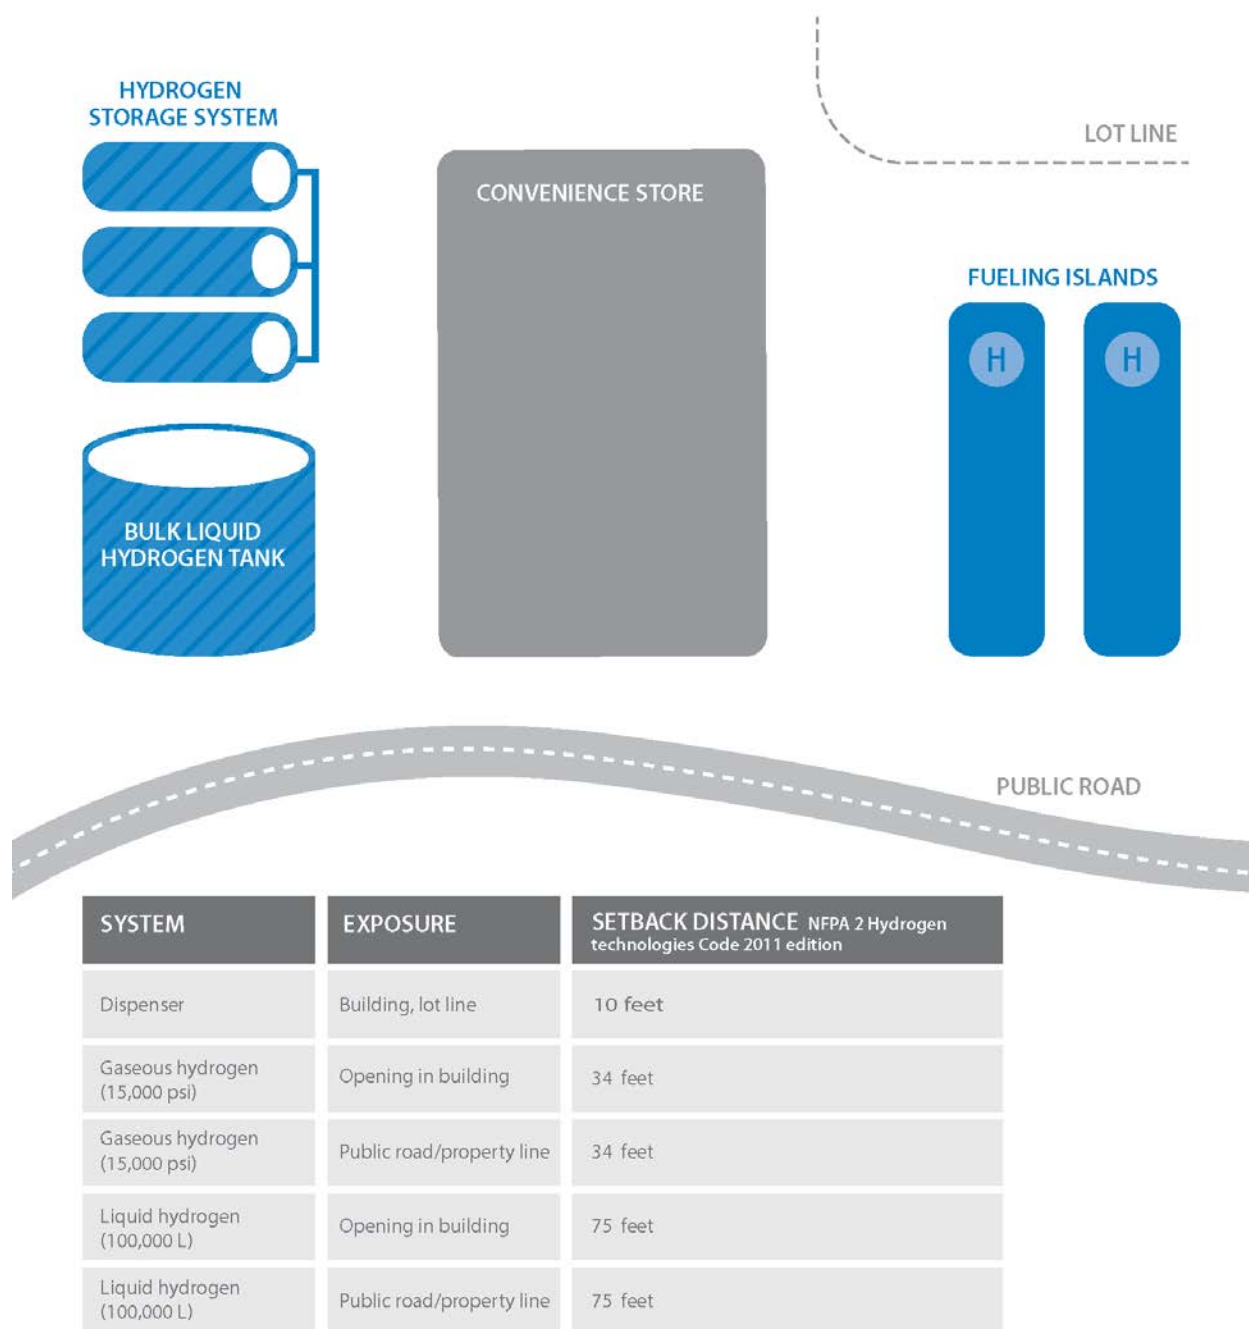 HYDROGEN
STORAGE SYSTEM
LOT LINE
CONVENIENCE STORE
FUELING ISLANDS
H
H
BULK LIQUID
HYDROGEN TANK
PUBLIC ROAD
SYSTEM
EXPOSURE
SETBACK DISTANCE NFPA 2 Hydrogen
technologies Code 2011 edition
Dispenser
Building, lot line
10 feet
Gaseous hydrogen
(15,000 psi)
Opening in building
34 feet
Gaseous hydrogen
(15,000 psi)
Public road/property line
34 feet
Liquid hydrogen
(100,000 L)
Opening in building
75 feet
Liquid hydrogen
(100,000 L)
Public road/property line
75 feet